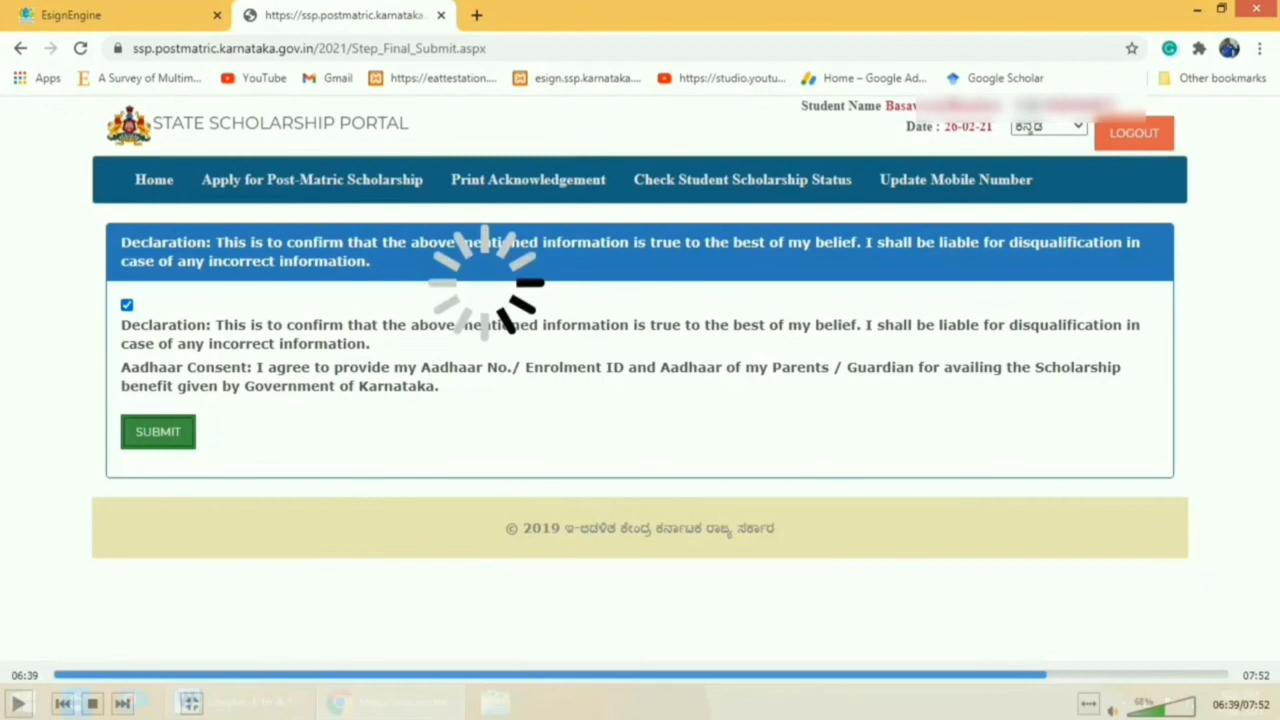 EsignEngine
https://ssp.postmatric.karnataka.
ssp.postmatric.karnataka.gov.in/2021/Step_Final_Submit.aspx
Apps
A Survey of Multim...
YouTube
Gmail
https://eattestation....
esign.ssp.karnataka....
https://studio.youtu...
Home – Google Ad...
Google Scholar
Other bookmarks
STATE SCHOLARSHIP PORTAL
Student Name
Date : 26-02-21
ಕನ್ನಡ
LOGOUT
Home
Apply for Post-Matric Scholarship
Print Acknowledgement
Check Student Scholarship Status
Update Mobile Number
Declaration: This is to confirm that the above mentioned information is true to the best of my belief. I shall be liable for disqualification in
case of any incorrect information.
Declaration: This is to confirm that the above mentioned information is true to the best of my belief. I shall be liable for disqualification in
case of any incorrect information.
Aadhaar Consent: I agree to provide my Aadhaar No./ Enrolment ID and Aadhaar of my Parents / Guardian for availing the Scholarship
benefit given by Government of Karnataka.
SUBMIT
© 2019 ಇ-ಆಡಳಿತ ಕೇಂದ್ರ ಕರ್ನಾಟಕ ರಾಜ್ಯ ಸರ್ಕಾರ
06:39
07:52
68%
06:39/07:52